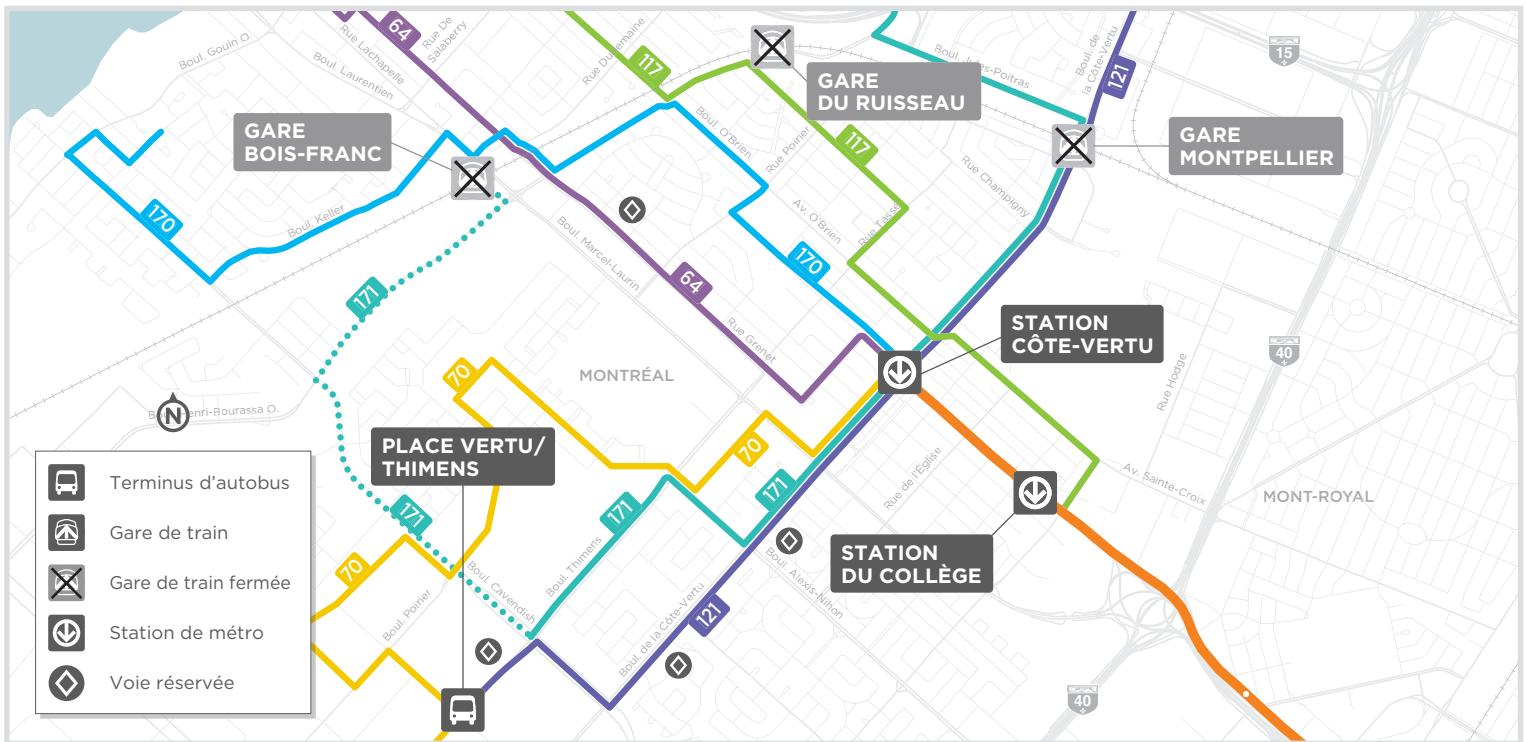 64
Rue Lachapelle
Rue De
Salaberry
Boul. Gouin O.
Boul. Laurentien
Rue Dudemaine
117
GARE
DU RUISSEAU
Boul. Jules-Poitras
Boul. de
la Côte-Vertu
121
15
GARE
BOIS-FRANC
GARE
MONTPELLIER
Boul. O'Brien
Rue Poirier
117
Rue Champigny
170
Boul. Keller
Av. O'Brien
Rue Tassé
Boul. Marcel-Laurin
170
64
171
Rue Grenet
STATION
CÔTE-VERTU
40
Rue Hodge
70
MONTRÉAL
N
Boul. Henri-Bourassa O.
PLACE VERTU/
THIMENS
70
171
171
171
Rue de l'Église
Av. Sainte-Croix
MONT-ROYAL
STATION
DU COLLÈGE
Boul. Thimens
Boul. Alexis-Nihon
70
Boul. Cavendish
Boul. Poirier
Boul. de la Côte-Vertu
121
40
Terminus d'autobus
Gare de train
Gare de train fermée
Station de métro
Voie réservée